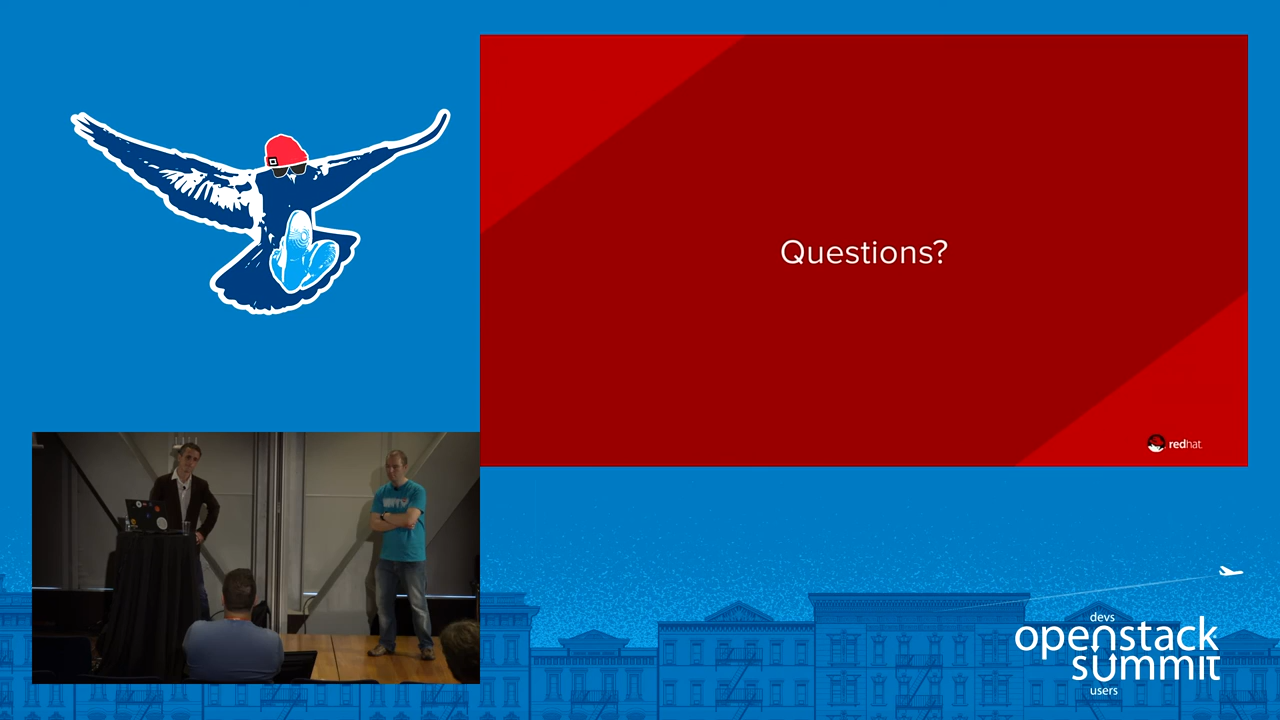 Questions?
redhat.
devs
openstack
summit
users